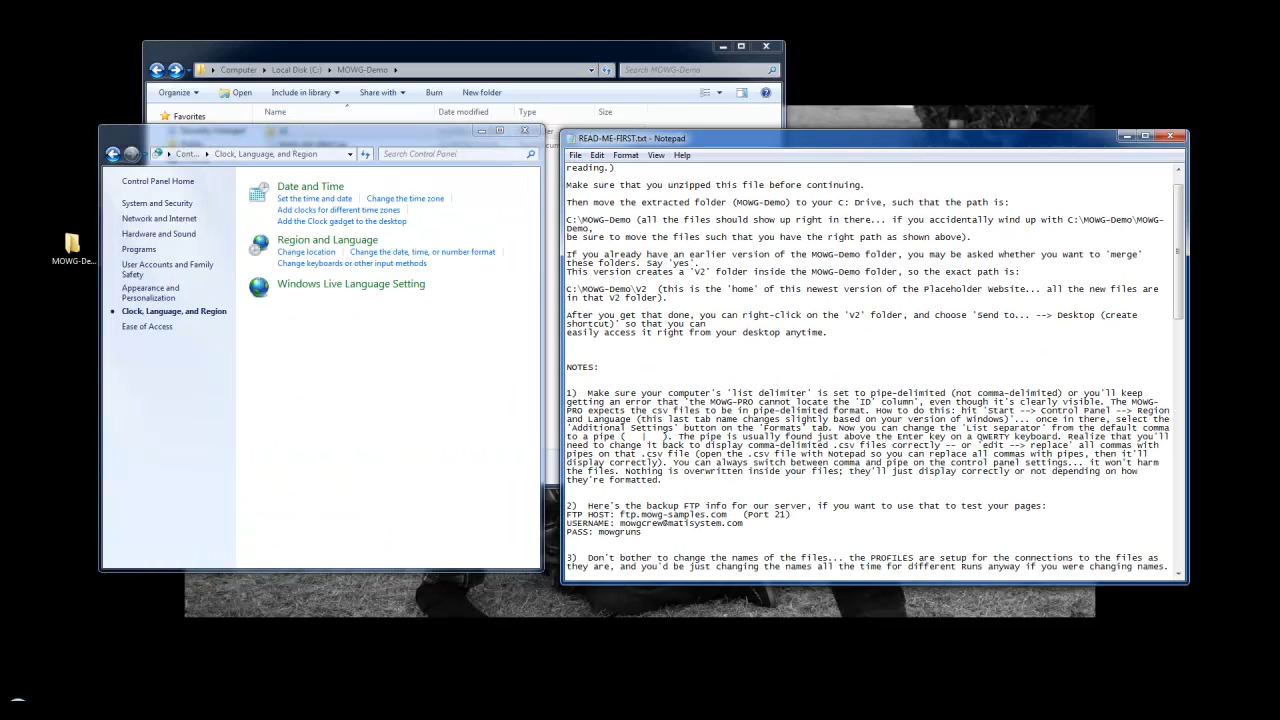 Computer
Local Disk (C:)
MOWG-Demo
Search MOWG-Demo
Organize
Open
Include in library
Share with
Burn
New folder
Name
Date modified
Type
Size
Favorites
Cont...
Clock, Language, and Region
Search Control Panel
Control Panel Home
System and Security
Network and Internet
Hardware and Sound
Programs
User Accounts and Family
Safety
Appearance and
Personalization
Clock, Language, and Region
Ease of Access
Date and Time
Set the time and date
Change the time zone
Add clocks for different time zones
Add the Clock gadget to the desktop
Region and Language
Change location
Change the date, time, or number format
Change keyboards or other input methods
Windows Live Language Setting
MOWG-De...
READ-ME-FIRST.txt - Notepad
File Edit Format View Help
reading.)
Make sure that you unzipped this file before continuing.
Then move the extracted folder (MOWG-Demo) to your C: Drive, such that the path is:
C:\MOWG-Demo (all the files should show up right in there... if you accidentally wind up with C:\MOWG-Demo\MOWG-
Demo,
be sure to move the files such that you have the right path as shown above).
If you already have an earlier version of the MOWG-Demo folder, you may be asked whether you want to 'merge'
these folders. Say 'yes'.
This version creates a 'v2' folder inside the MOWG-Demo folder, so the exact path is:
C:\MOWG-Demo\V2 (this is the 'home' of this newest version of the Placeholder Website... all the new files are
in that V2 folder).
After you get that done, you can right-click on the 'V2' folder, and choose 'Send to... --> Desktop (create
shortcut)' so that you can
easily access it right from your desktop anytime.
NOTES:
1) Make sure your computer's 'list delimiter' is set to pipe-delimited (not comma-delimited) or you'll keep
getting an error that 'the MOWG-PRO cannot locate the 'ID' column', even though it's clearly visible. The MOWG-
PRO expects the csv files to be in pipe-delimited format. How to do this: hit 'Start --> Control Panel --> Region
and Language (this last tab name changes slightly based on your version of Windows)'... once in there, select the
'Additional Settings' button on the 'Formats' tab. Now you can change the 'List separator' from the default comma
to a pipe ( | ). The pipe is usually found just above the Enter key on a QWERTY keyboard. Realize that you'll
need to change it back to display comma-delimited .csv files correctly -- or 'edit --> replace' all commas with
pipes on that .csv file (open the .csv file with Notepad so you can replace all commas with pipes, then it'll
display correctly). You can always switch between comma and pipe on the control panel settings... it won't harm
the files. Nothing is overwritten inside your files; they'll just display correctly or not depending on how
they're formatted.
2) Here's the backup FTP info for our server, if you want to use that to test your pages:
FTP HOST: ftp.mowg-samples.com (Port 21)
USERNAME: mowgcrew@matisystem.com
PASS: mowgruns
3) Don't bother to change the names of the files... the PROFILES are setup for the connections to the files as
they are, and you'd be just changing the names all the time for different Runs anyway if you were changing names.